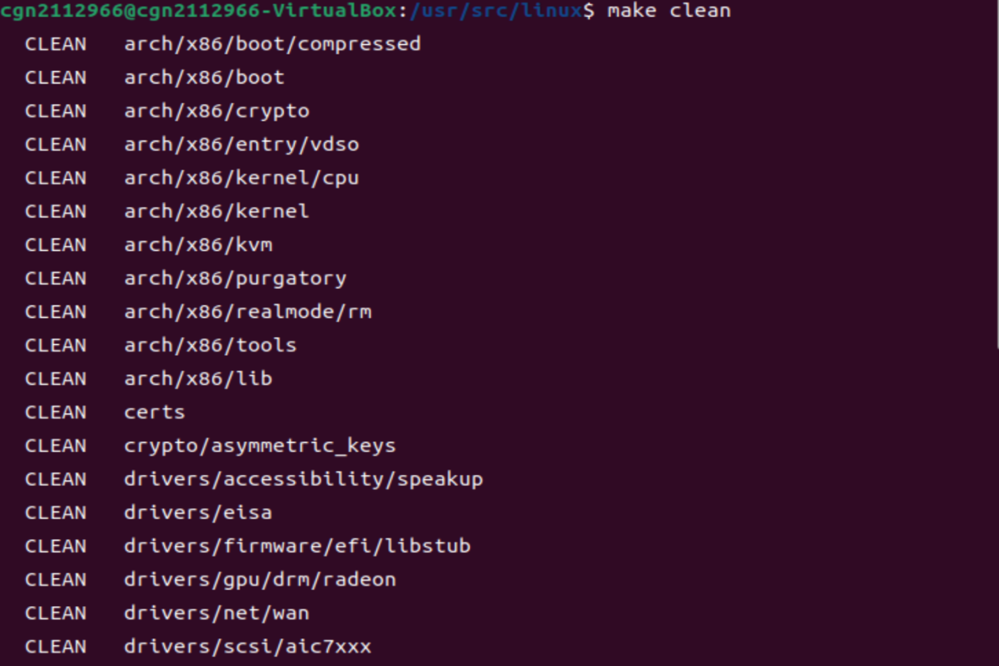 cgn2112966@cgn2112966-VirtualBox:/usr/src/linux$ make clean
CLEAN arch/x86/boot/compressed
CLEAN arch/x86/boot
CLEAN arch/x86/crypto
CLEAN arch/x86/entry/vdso
CLEAN arch/x86/kernel/cpu
CLEAN arch/x86/kernel
CLEAN arch/x86/kvm
CLEAN arch/x86/purgatory
CLEAN arch/x86/realmode/rm
CLEAN arch/x86/tools
CLEAN arch/x86/lib
CLEAN certs
CLEAN crypto/asymmetric_keys
CLEAN drivers/accessibility/speakup
CLEAN drivers/eisa
CLEAN drivers/firmware/efi/libstub
CLEAN drivers/gpu/drm/radeon
CLEAN drivers/net/wan
CLEAN drivers/scsi/aic7xxx